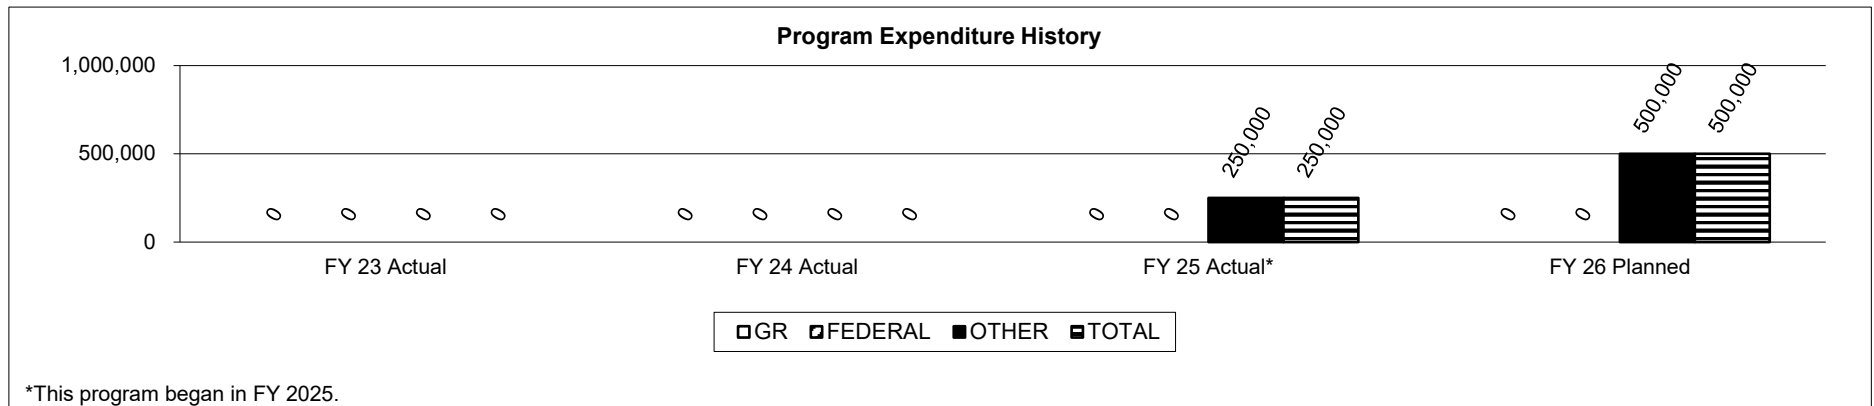 Program Expenditure History
1,000,000
500,000
0
0 0 0 0 0 0 0 0 0 0 250,000 250,000 0 0 500,000 500,000
FY 23 Actual FY 24 Actual FY 25 Actual* FY 26 Planned
GR FEDERAL OTHER TOTAL
*This program began in FY 2025.